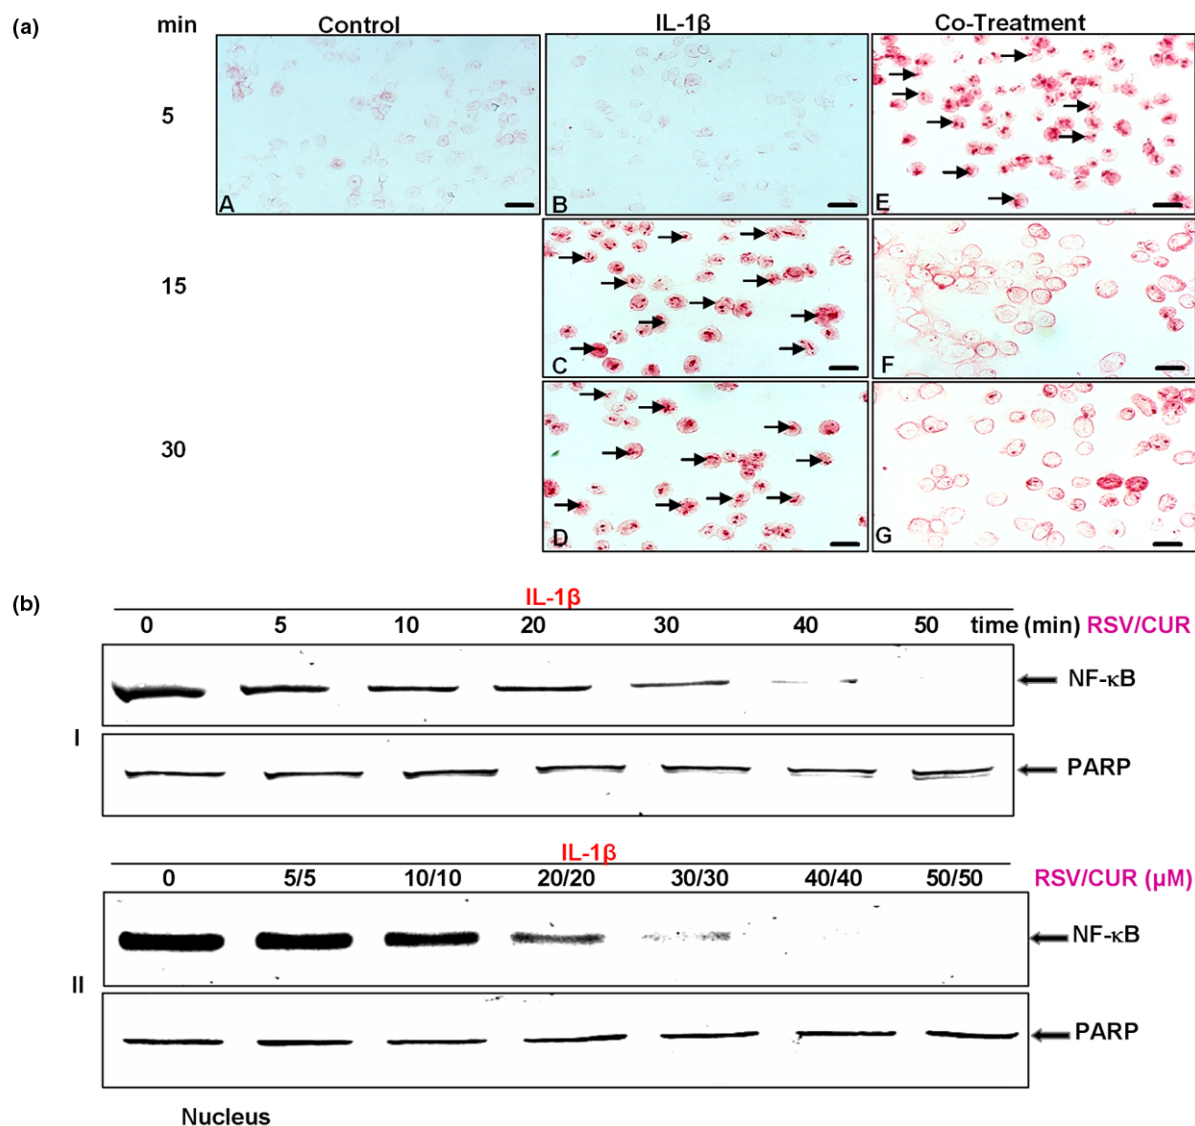 (a)
min Control IL-1β Co-Treatment
5
A B E
15
C F
30
D G
(b)
IL-1β
0 5 10 20 30 40 50 time (min) RSV/CUR
NF-κB
I
PARP
IL-1β
0 5/5 10/10 20/20 30/30 40/40 50/50 RSV/CUR (µM)
NF-κB
II
PARP
Nucleus